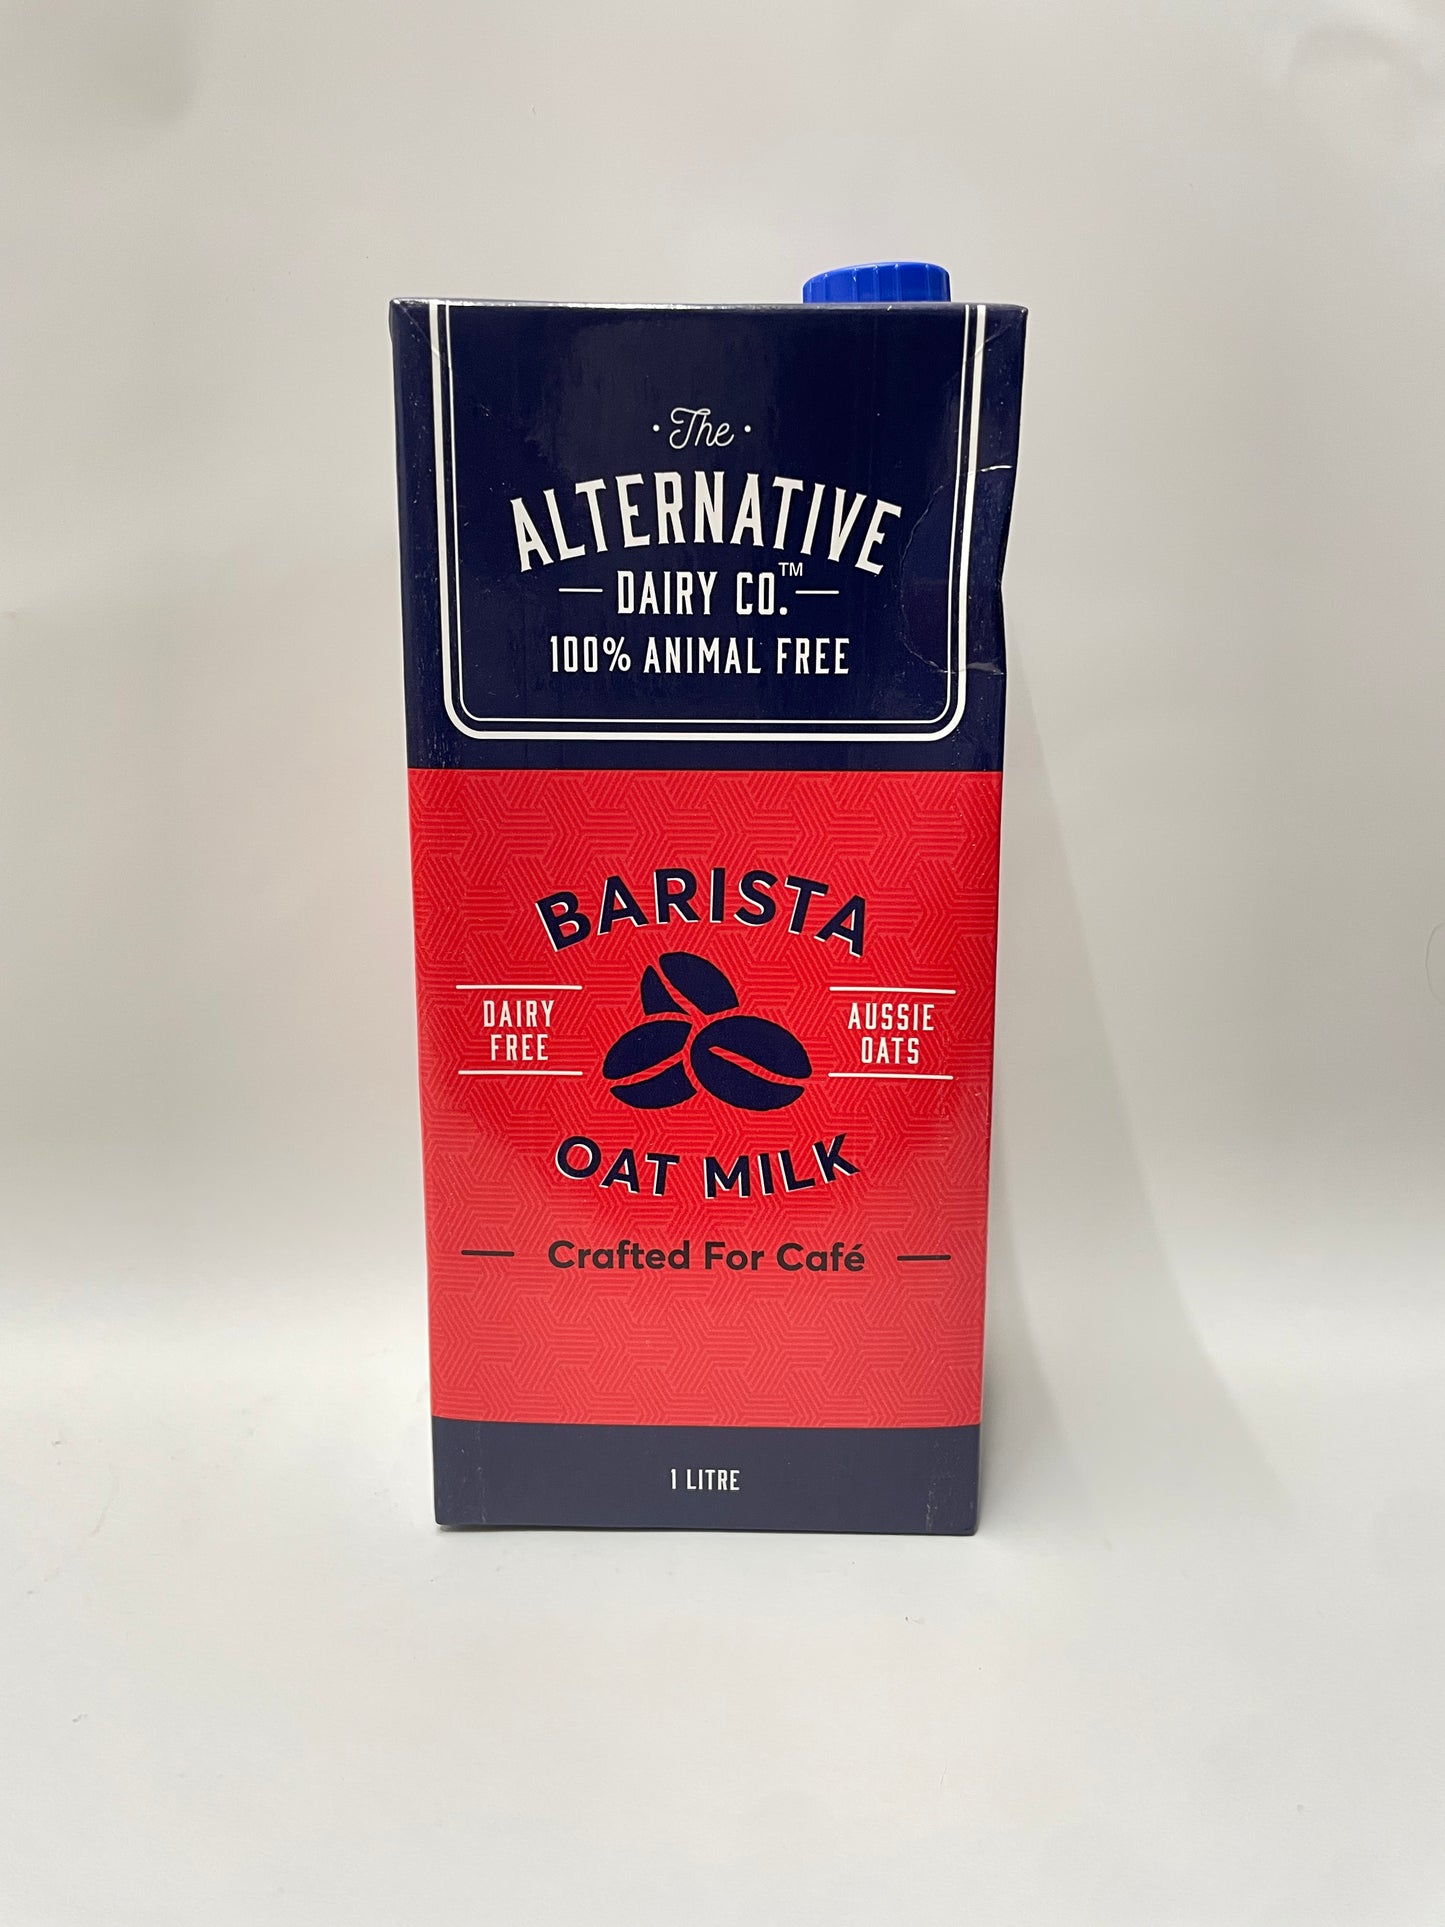 · The ·
ALTERNATIVE
DAIRY CO.™
100% ANIMAL FREE
BARISTA
DAIRY
FREE
AUSSIE
OATS
OAT MILK
Crafted For Café
1 LITRE